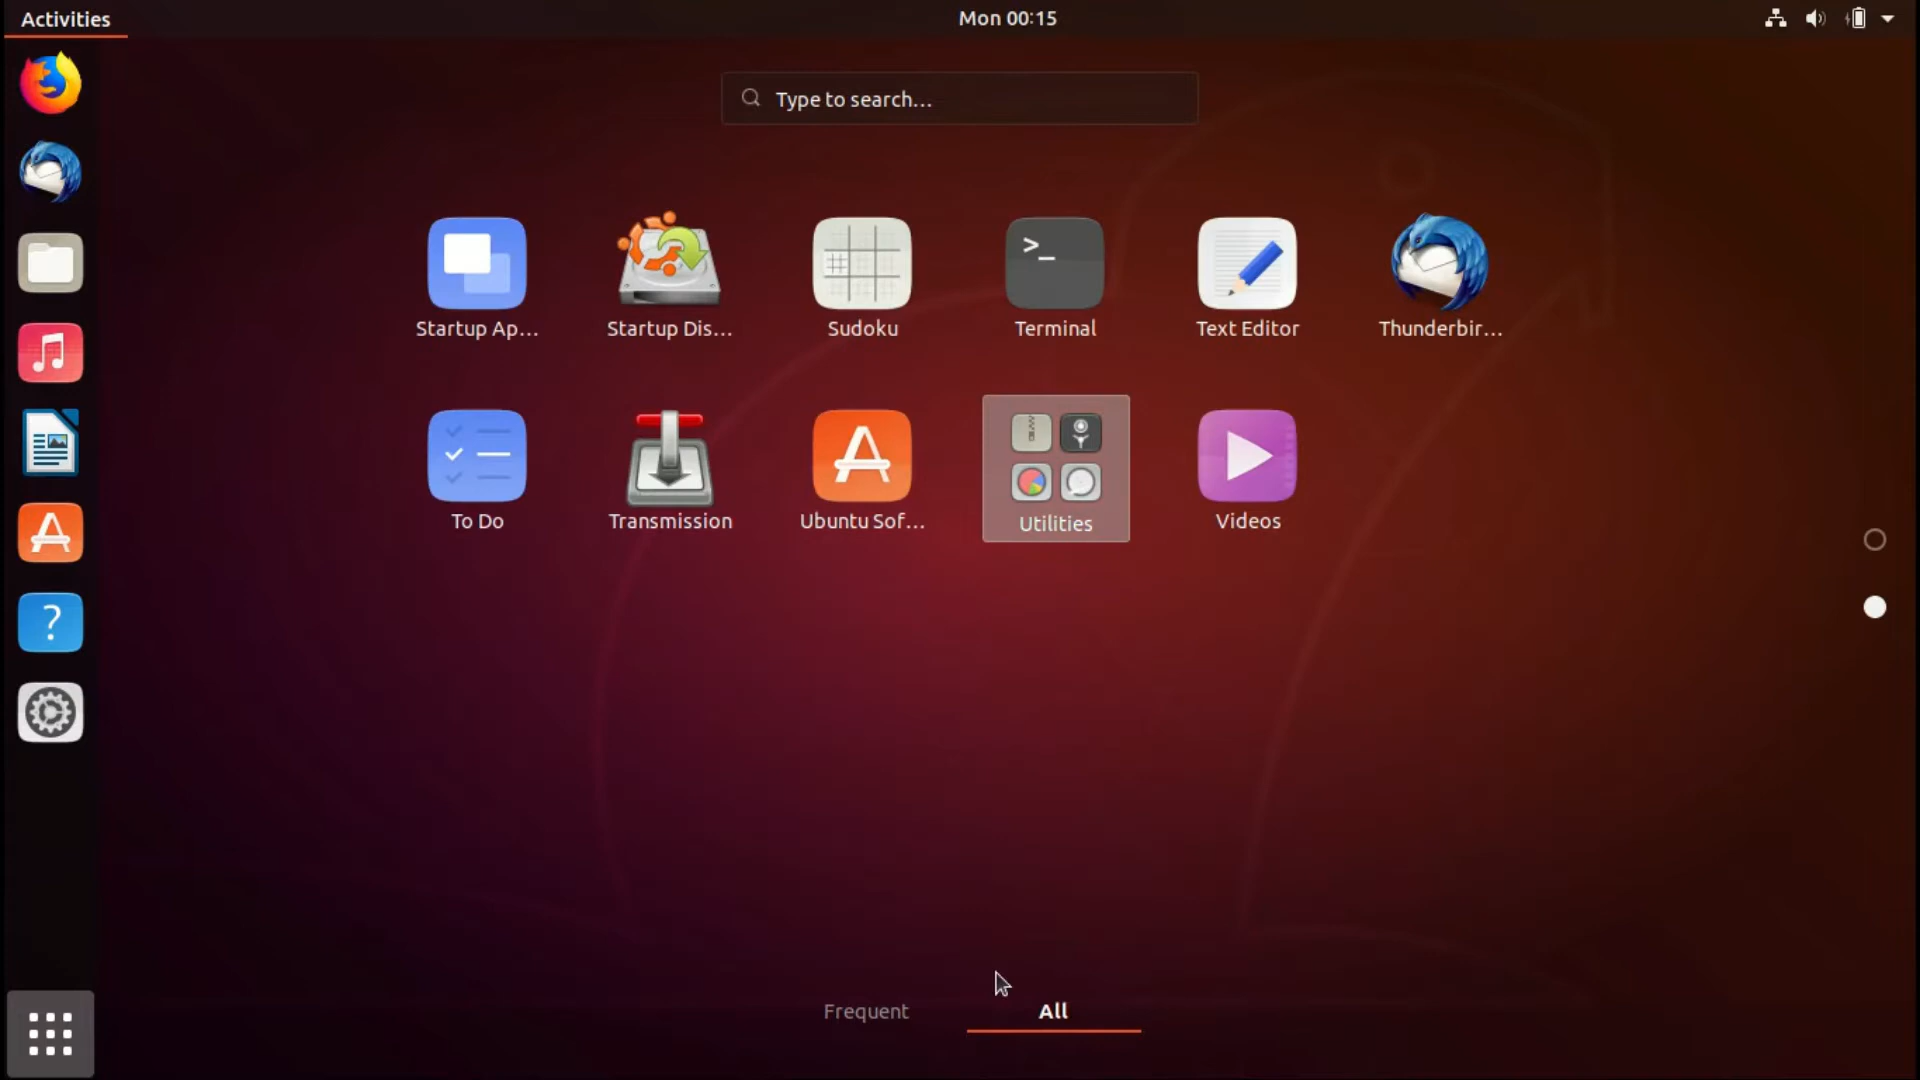 Activities
Mon 00:15
Type to search...
Startup Ap...
Startup Dis...
Sudoku
>_
Terminal
Text Editor
Thunderbir...
To Do
Transmission
Ubuntu Sof...
Utilities
Videos
?
Frequent
All